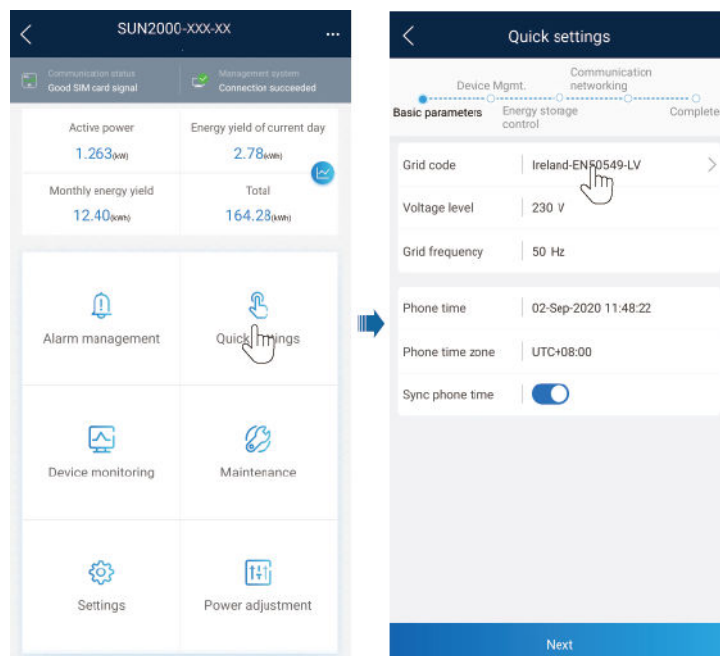 SUN2000-XXX-XX
...
Communication status
Management system
Good SIM card signal
Connection succeeded
Active power
Energy yield of current day
1.263(kW)
2.78(kWh)
Monthly energy yield
Total
12.40(kWh)
164.28(kWh)
Alarm management
Quick settings
Device monitoring
Maintenance
Settings
Power adjustment
Quick settings
Device Mgmt.
Communication
networking
Basic parameters
Energy storage
control
Complete
Grid code
Ireland-EN50549-LV
Voltage level
230 V
Grid frequency
50 Hz
Phone time
02-Sep-2020 11:48:22
Phone time zone
UTC+08:00
Sync phone time
Next